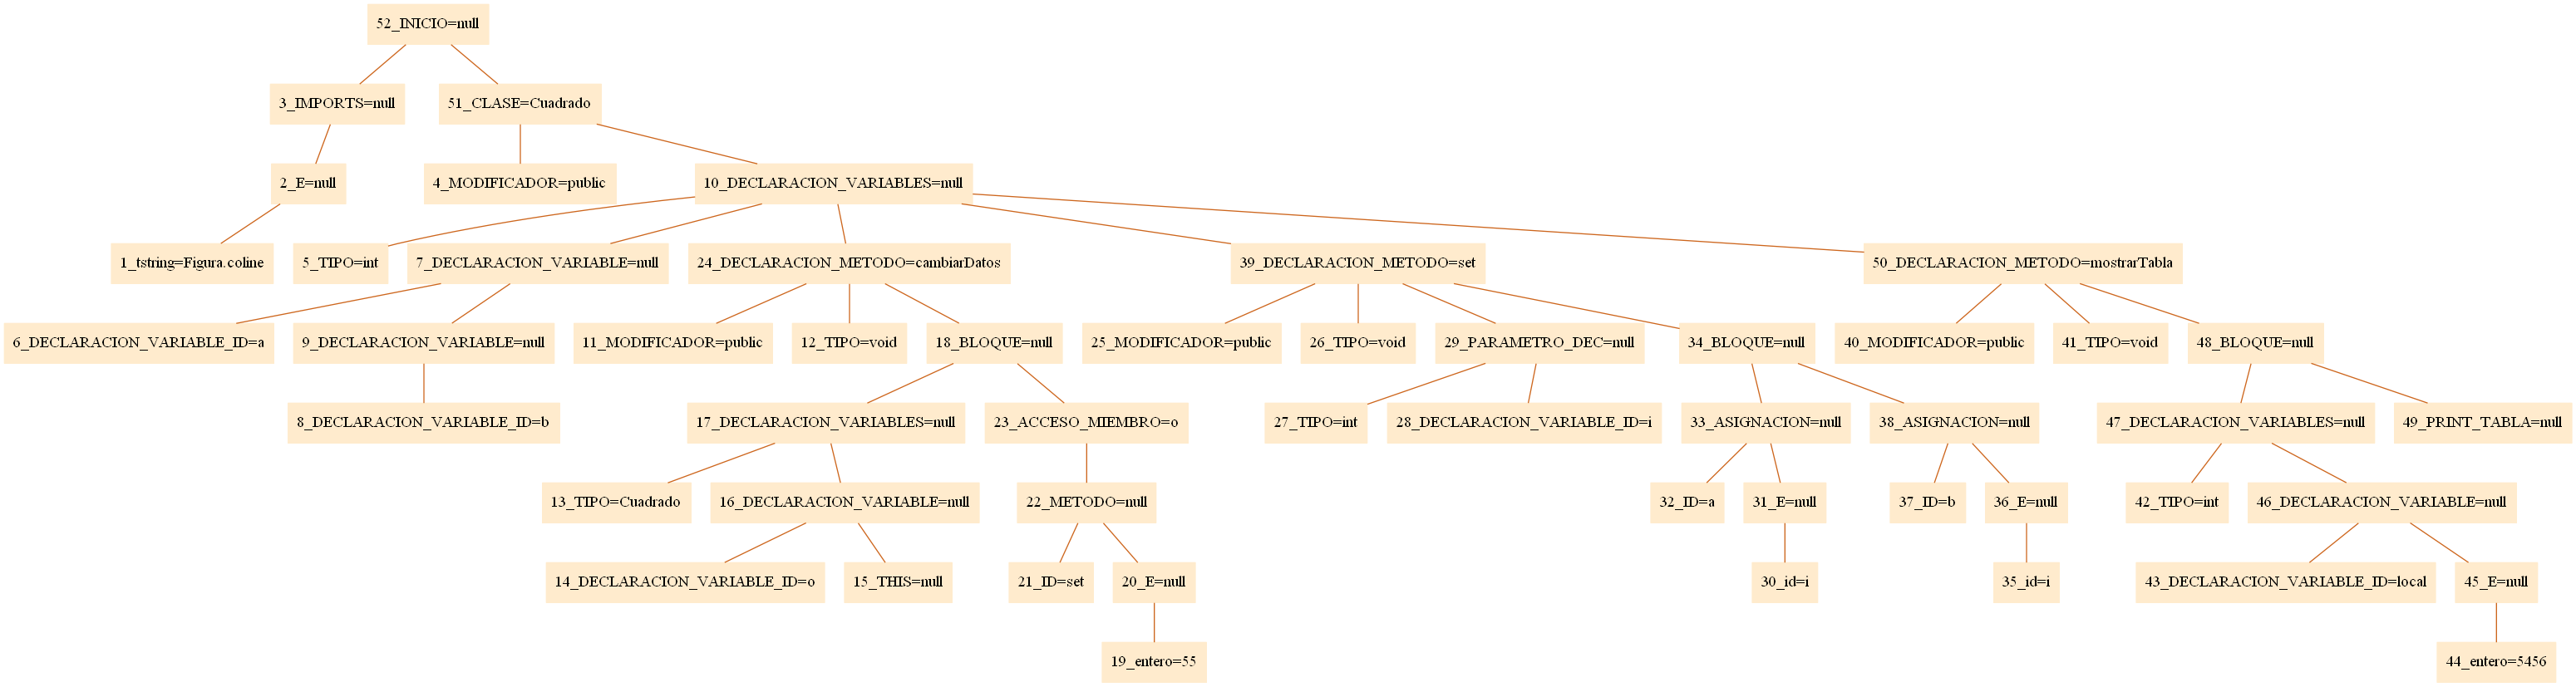 52_INICIO=null
3_IMPORTS=null
51_CLASE=Cuadrado
2_E=null
4_MODIFICADOR=public
10_DECLARACION_VARIABLES=null
1_tstring=Figura.coline
5_TIPO=int
7_DECLARACION_VARIABLE=null
24_DECLARACION_METODO=cambiarDatos
39_DECLARACION_METODO=set
50_DECLARACION_METODO=mostrarTabla
6_DECLARACION_VARIABLE_ID=a
9_DECLARACION_VARIABLE=null
11_MODIFICADOR=public
12_TIPO=void
18_BLOQUE=null
25_MODIFICADOR=public
26_TIPO=void
29_PARAMETRO_DEC=null
34_BLOQUE=null
40_MODIFICADOR=public
41_TIPO=void
48_BLOQUE=null
8_DECLARACION_VARIABLE_ID=b
17_DECLARACION_VARIABLES=null
23_ACCESO_MIEMBRO=o
27_TIPO=int
28_DECLARACION_VARIABLE_ID=i
33_ASIGNACION=null
38_ASIGNACION=null
47_DECLARACION_VARIABLES=null
49_PRINT_TABLA=null
13_TIPO=Cuadrado
16_DECLARACION_VARIABLE=null
22_METODO=null
32_ID=a
31_E=null
37_ID=b
36_E=null
42_TIPO=int
46_DECLARACION_VARIABLE=null
14_DECLARACION_VARIABLE_ID=o
15_THIS=null
21_ID=set
20_E=null
30_id=i
35_id=i
43_DECLARACION_VARIABLE_ID=local
45_E=null
19_entero=55
44_entero=5456